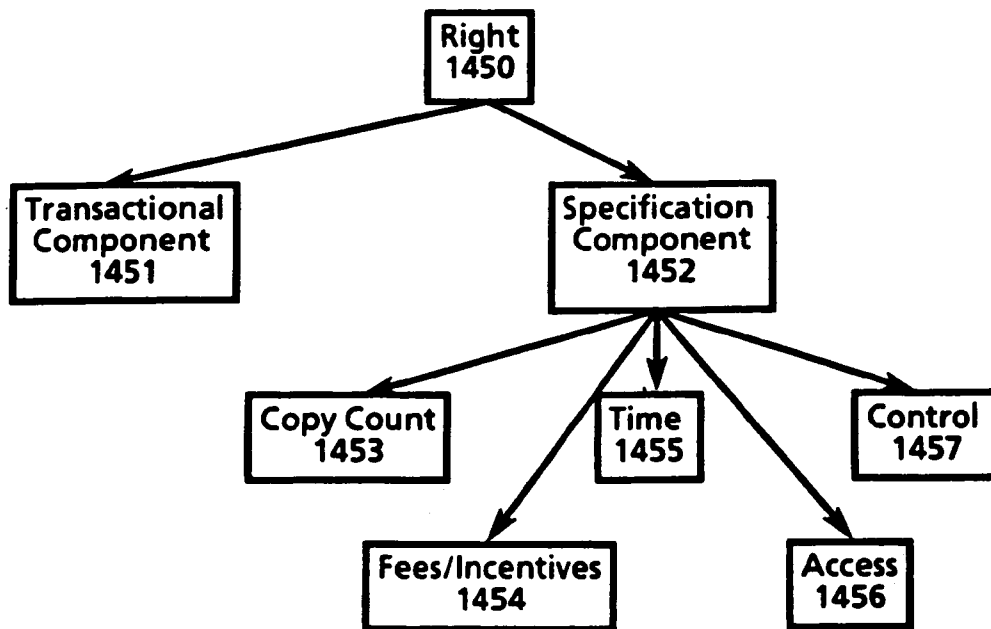 Right
1450
Transactional
Component
1451
Specification
Component
1452
Copy Count
1453
Time
1455
Control
1457
Fees/Incentives
1454
Access
1456